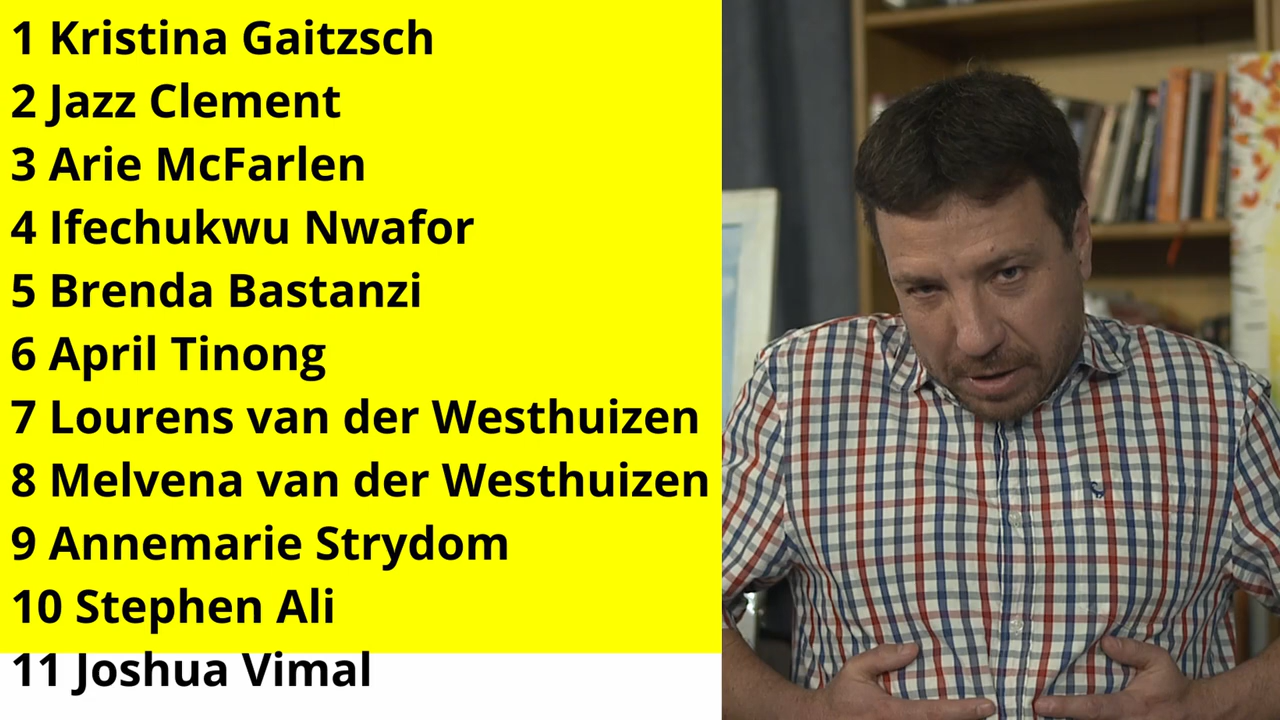 1 Kristina Gaitzsch
2 Jazz Clement
3 Arie McFarlen
4 Ifechukwu Nwafor
5 Brenda Bastanzi
6 April Tinong
7 Lourens van der Westhuizen
8 Melvena van der Westhuizen
9 Annemarie Strydom
10 Stephen Ali
11 Joshua Vimal